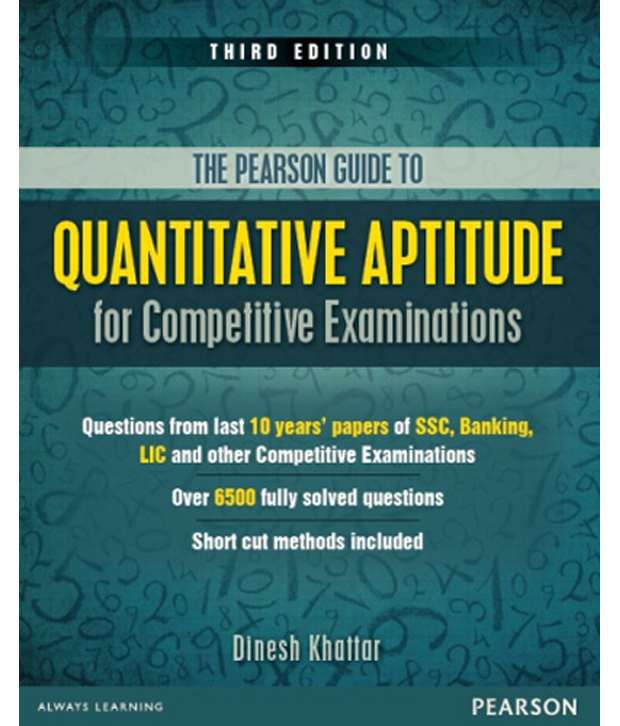 THIRD EDITION
THE PEARSON GUIDE TO
QUANTITATIVE APTITUDE
for Competitive Examinations
Questions from last 10 years' papers of SSC, Banking,
LIC and other Competitive Examinations
Over 6500 fully solved questions
Short cut methods included
Dinesh Khattar
ALWAYS LEARNING
PEARSON